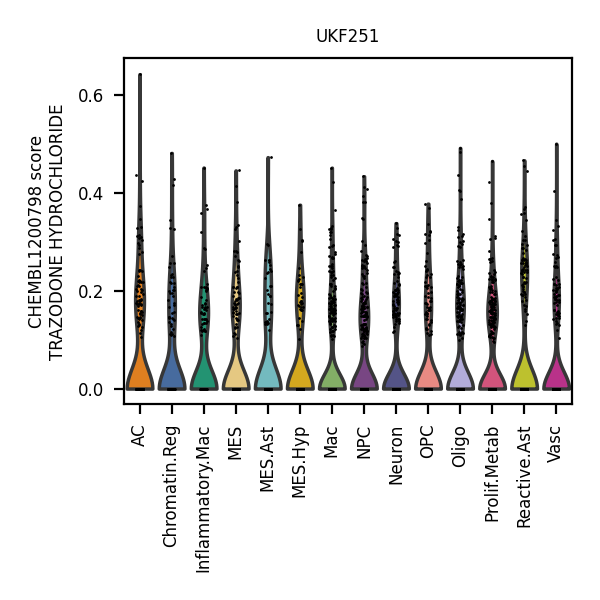 UKF251
CHEMBL1200798 score
TRAZODONE HYDROCHLORIDE
0.6
0.4
0.2
0.0
AC
Chromatin.Reg
Inflammatory.Mac
MES
MES.Ast
MES.Hyp
Mac
NPC
Neuron
OPC
Oligo
Prolif.Metab
Reactive.Ast
Vasc